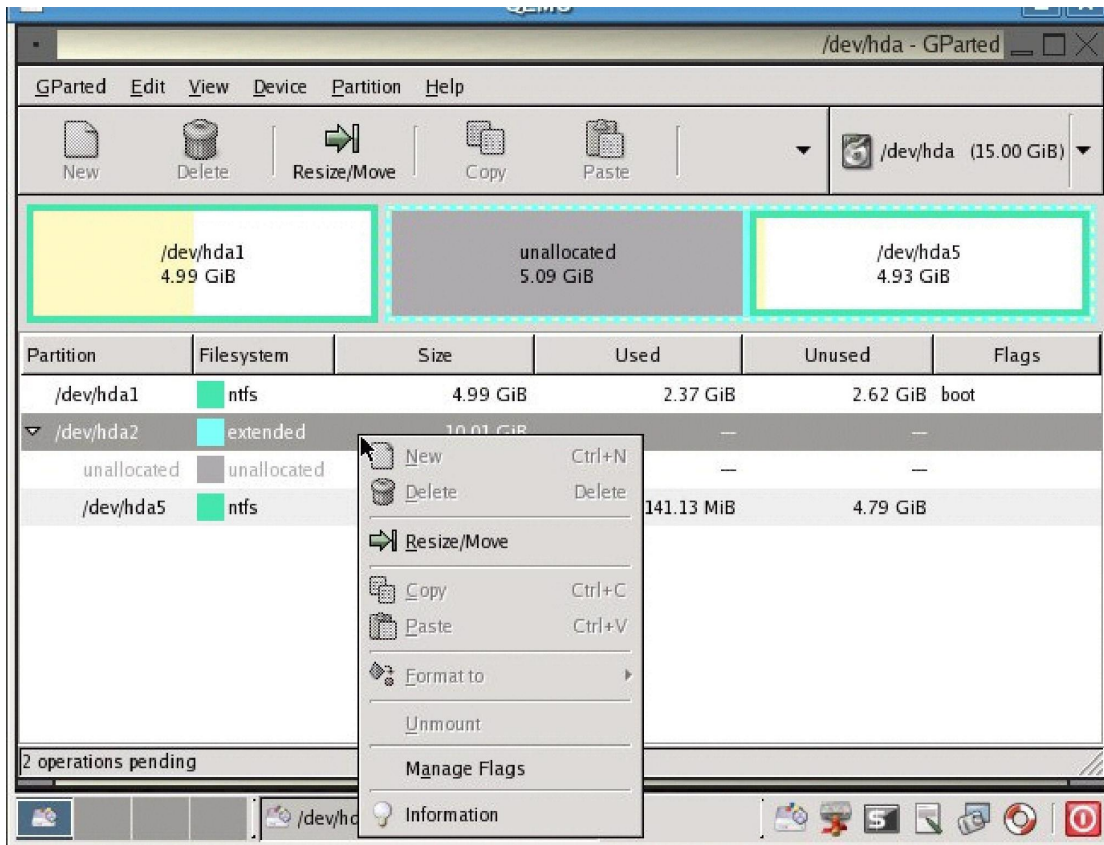 QEMU
/dev/hda - GParted
GParted Edit View Device Partition Help
New Delete Resize/Move Copy Paste /dev/hda (15.00 GiB)
/dev/hda1 unallocated /dev/hda5
4.99 GiB 5.09 GiB 4.93 GiB
Partition Filesystem Size Used Unused Flags
/dev/hda1 ntfs 4.99 GiB 2.37 GiB 2.62 GiB boot
/dev/hda2 extended 10.01 GiB --- ---
unallocated unallocated --- ---
/dev/hda5 ntfs 141.13 MiB 4.79 GiB
New Ctrl+N
Delete Delete
Resize/Move
Copy Ctrl+C
Paste Ctrl+V
Format to
Unmount
Manage Flags
Information
2 operations pending